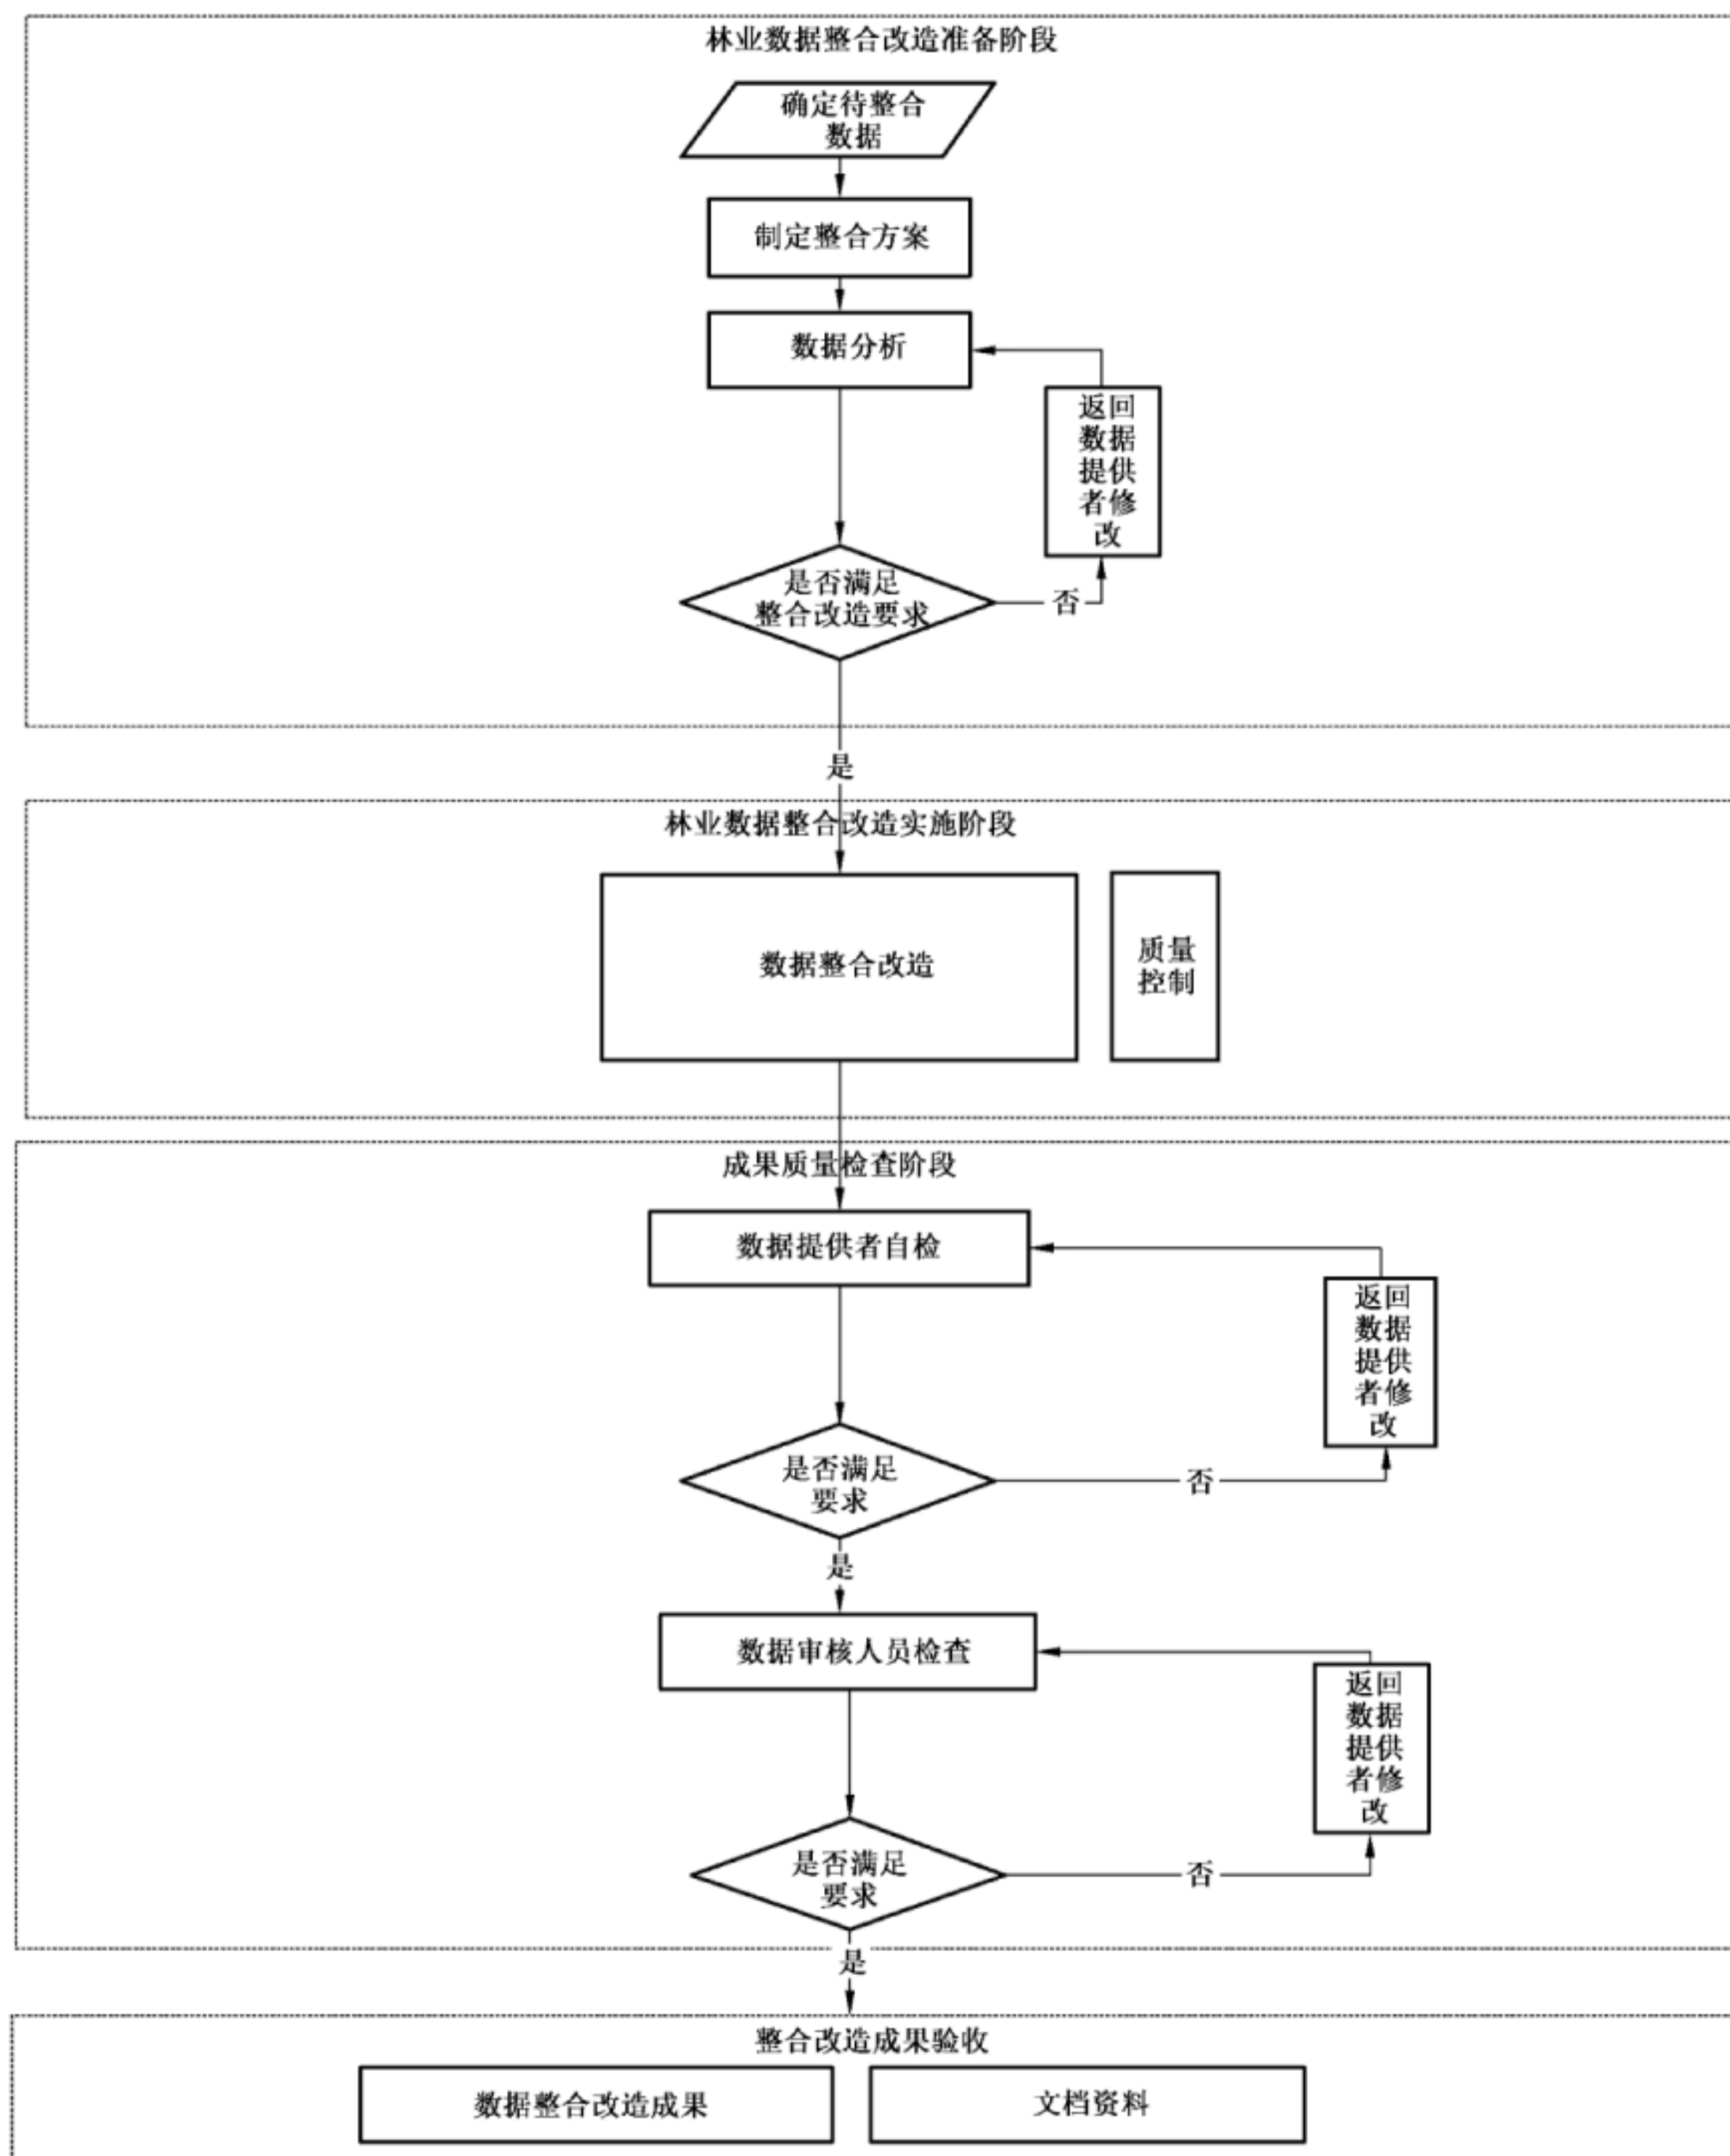 林业数据整合改造准备阶段
确定待整合
数据
制定整合方案
数据分析
返回
数据
提供
者修
改
是否满足
整合改造要求
否
是
林业数据整合改造实施阶段
数据整合改造
质量
控制
成果质量检查阶段
数据提供者自检
返回
数据
提供
者修
改
是否满足
要求
否
是
数据审核人员检查
返回
数据
提供
者修
改
是否满足
要求
否
是
整合改造成果验收
数据整合改造成果
文档资料